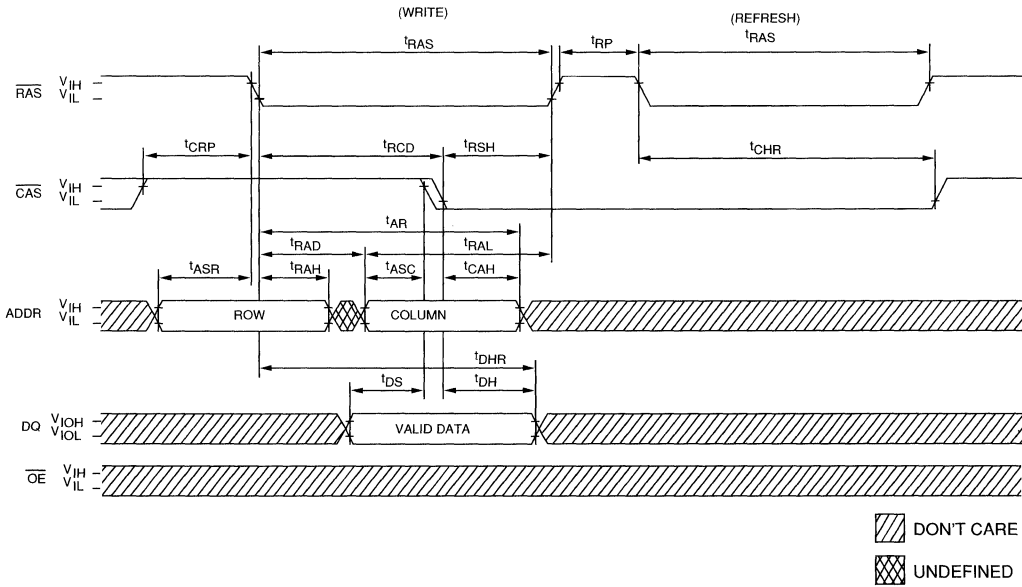 (WRITE)
(REFRESH)
tRAS
tRP
tRAS
RAS
VIH
VIL
tCRP
tRCD
tRSH
tCHR
CAS
VIH
VIL
tAR
tRAD
tRAL
tASR
tRAH
tASC
tCAH
ADDR
VIH
VIL
ROW
COLUMN
tDHR
tDS
tDH
DQ
VIOH
VIOL
VALID DATA
OE
VIH
VIL
DON'T CARE
UNDEFINED